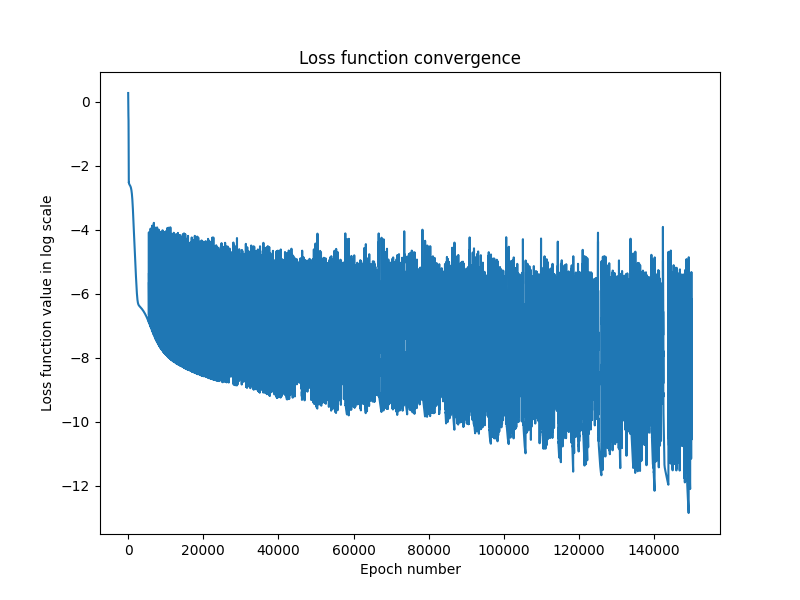 Loss function convergence
Loss function value in log scale
0
−2
−4
−6
−8
−10
−12
0 20000 40000 60000 80000 100000 120000 140000
Epoch number